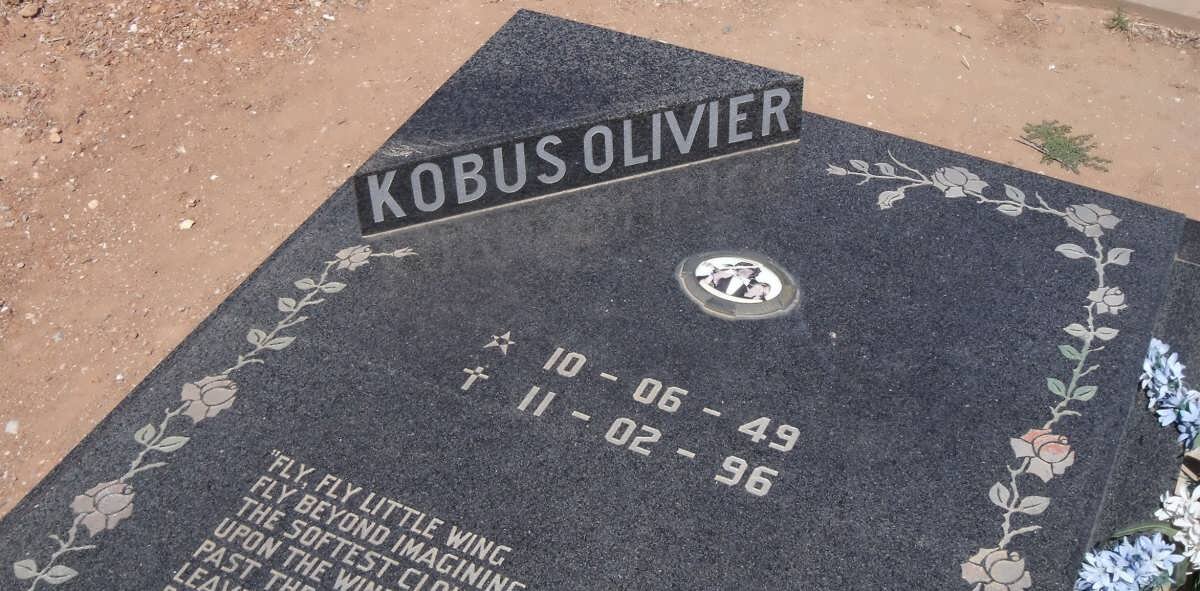 KOBUS OLIVIER
10 - 06 - 49
11 - 02 - 96
"FLY, FLY LITTLE WING
FLY BEYOND IMAGINING
THE SOFTEST
UPON THE
PAST